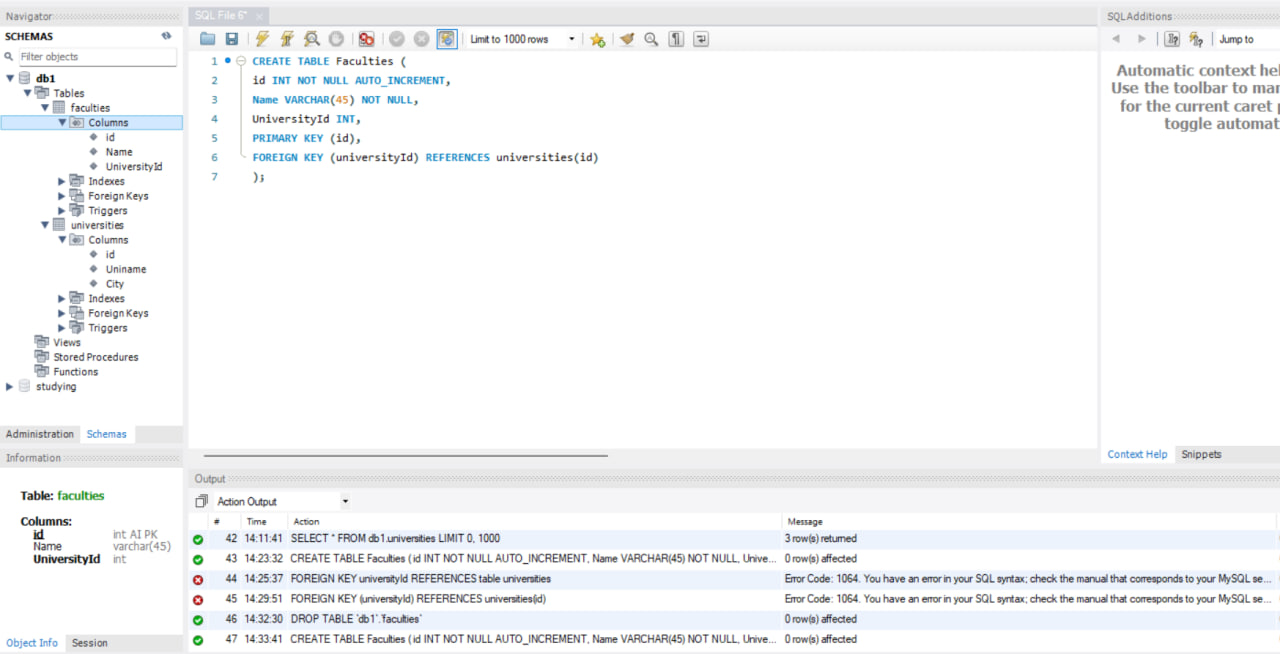 Navigator
SCHEMAS
Filter objects
db1
Tables
faculties
Columns
id
Name
UniversityId
Indexes
Foreign Keys
Triggers
universities
Columns
id
Uniname
City
Indexes
Foreign Keys
Triggers
Views
Stored Procedures
Functions
studying
Administration Schemas
Information
Table: faculties
Columns:
id int AI PK
Name varchar(45)
UniversityId int
Object Info Session
SQL File 6*
Limit to 1000 rows
1 CREATE TABLE Faculties (
2 id INT NOT NULL AUTO_INCREMENT,
3 Name VARCHAR(45) NOT NULL,
4 UniversityId INT,
5 PRIMARY KEY (id),
6 FOREIGN KEY (universityId) REFERENCES universities(id)
7 );
SQLAdditions
Jump to
Automatic context hel
Use the toolbar to man
for the current caret p
toggle automat
Context Help Snippets
Output
Action Output
# Time Action Message
42 14:11:41 SELECT * FROM db1.universities LIMIT 0, 1000 3 row(s) returned
43 14:23:32 CREATE TABLE Faculties ( id INT NOT NULL AUTO_INCREMENT, Name VARCHAR(45) NOT NULL, Unive... 0 row(s) affected
44 14:25:37 FOREIGN KEY universityId REFERENCES table universities Error Code: 1064. You have an error in your SQL syntax; check the manual that corresponds to your MySQL se...
45 14:29:51 FOREIGN KEY (universityId) REFERENCES universities(id) Error Code: 1064. You have an error in your SQL syntax; check the manual that corresponds to your MySQL se...
46 14:32:30 DROP TABLE `db1`.`faculties` 0 row(s) affected
47 14:33:41 CREATE TABLE Faculties ( id INT NOT NULL AUTO_INCREMENT, Name VARCHAR(45) NOT NULL, Unive... 0 row(s) affected